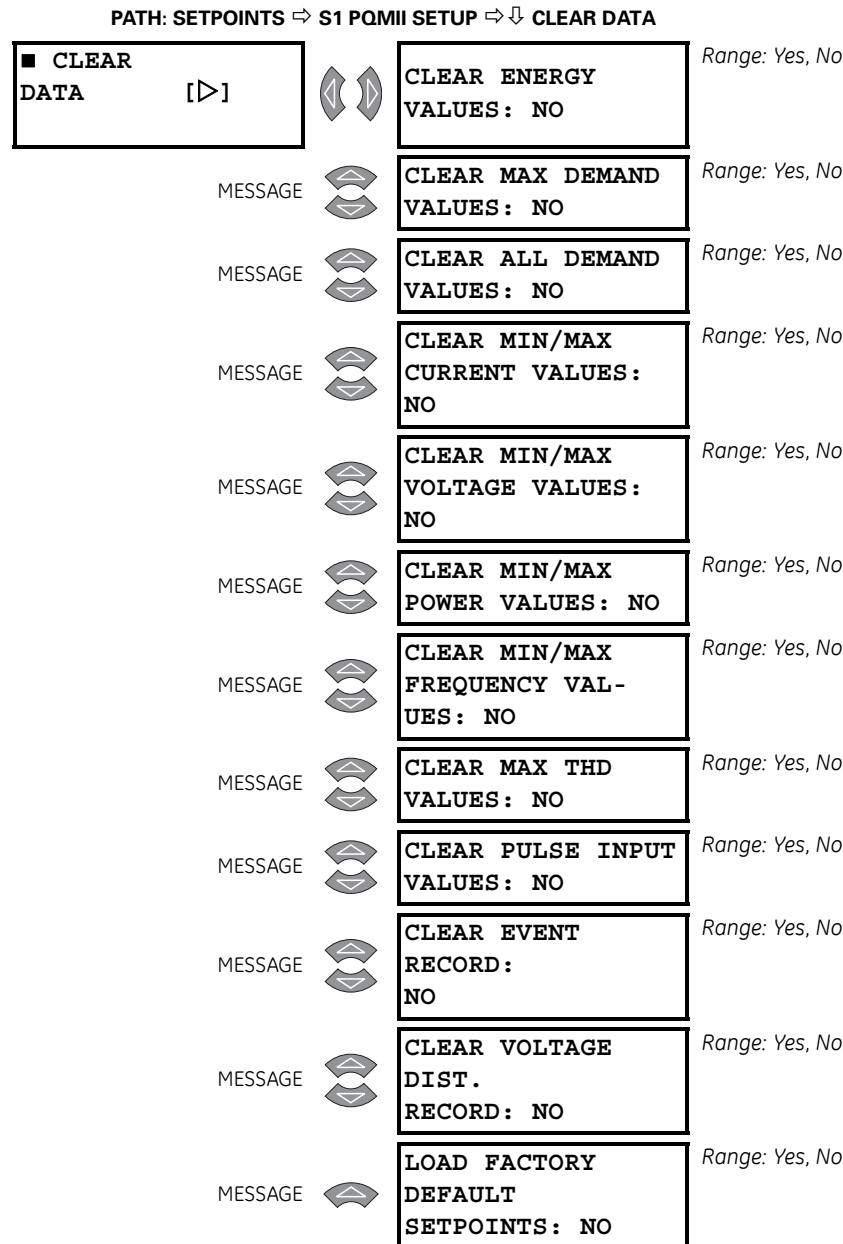 PATH: SETPOINTS ⇨ S1 PQMII SETUP ⇨⇩ CLEAR DATA
■ CLEAR
DATA [▷]
CLEAR ENERGY
VALUES: NO
Range: Yes, No
MESSAGE
CLEAR MAX DEMAND
VALUES: NO
Range: Yes, No
MESSAGE
CLEAR ALL DEMAND
VALUES: NO
Range: Yes, No
MESSAGE
CLEAR MIN/MAX
CURRENT VALUES:
NO
Range: Yes, No
MESSAGE
CLEAR MIN/MAX
VOLTAGE VALUES:
NO
Range: Yes, No
MESSAGE
CLEAR MIN/MAX
POWER VALUES: NO
Range: Yes, No
MESSAGE
CLEAR MIN/MAX
FREQUENCY VAL-
UES: NO
Range: Yes, No
MESSAGE
CLEAR MAX THD
VALUES: NO
Range: Yes, No
MESSAGE
CLEAR PULSE INPUT
VALUES: NO
Range: Yes, No
MESSAGE
CLEAR EVENT
RECORD:
NO
Range: Yes, No
MESSAGE
CLEAR VOLTAGE
DIST.
RECORD: NO
Range: Yes, No
MESSAGE
LOAD FACTORY
DEFAULT
SETPOINTS: NO
Range: Yes, No